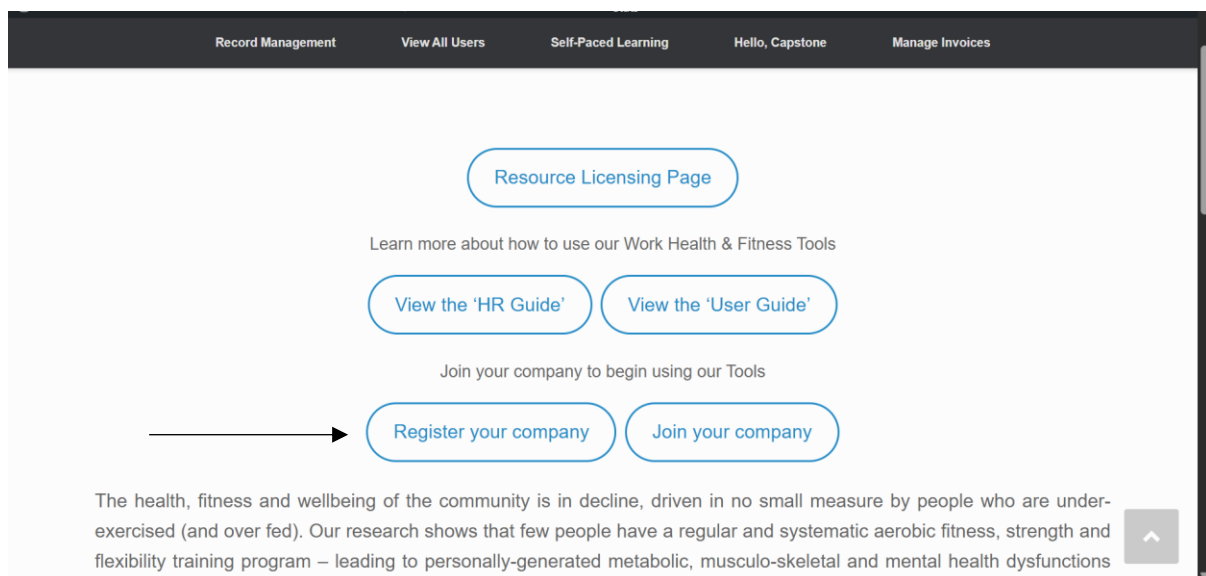 Record Management View All Users Self-Paced Learning Hello, Capstone Manage Invoices
Resource Licensing Page
Learn more about how to use our Work Health & Fitness Tools
View the ‘HR Guide’ View the ‘User Guide’
Join your company to begin using our Tools
Register your company Join your company
The health, fitness and wellbeing of the community is in decline, driven in no small measure by people who are under-
exercised (and over fed). Our research shows that few people have a regular and systematic aerobic fitness, strength and
flexibility training program – leading to personally-generated metabolic, musculo-skeletal and mental health dysfunctions